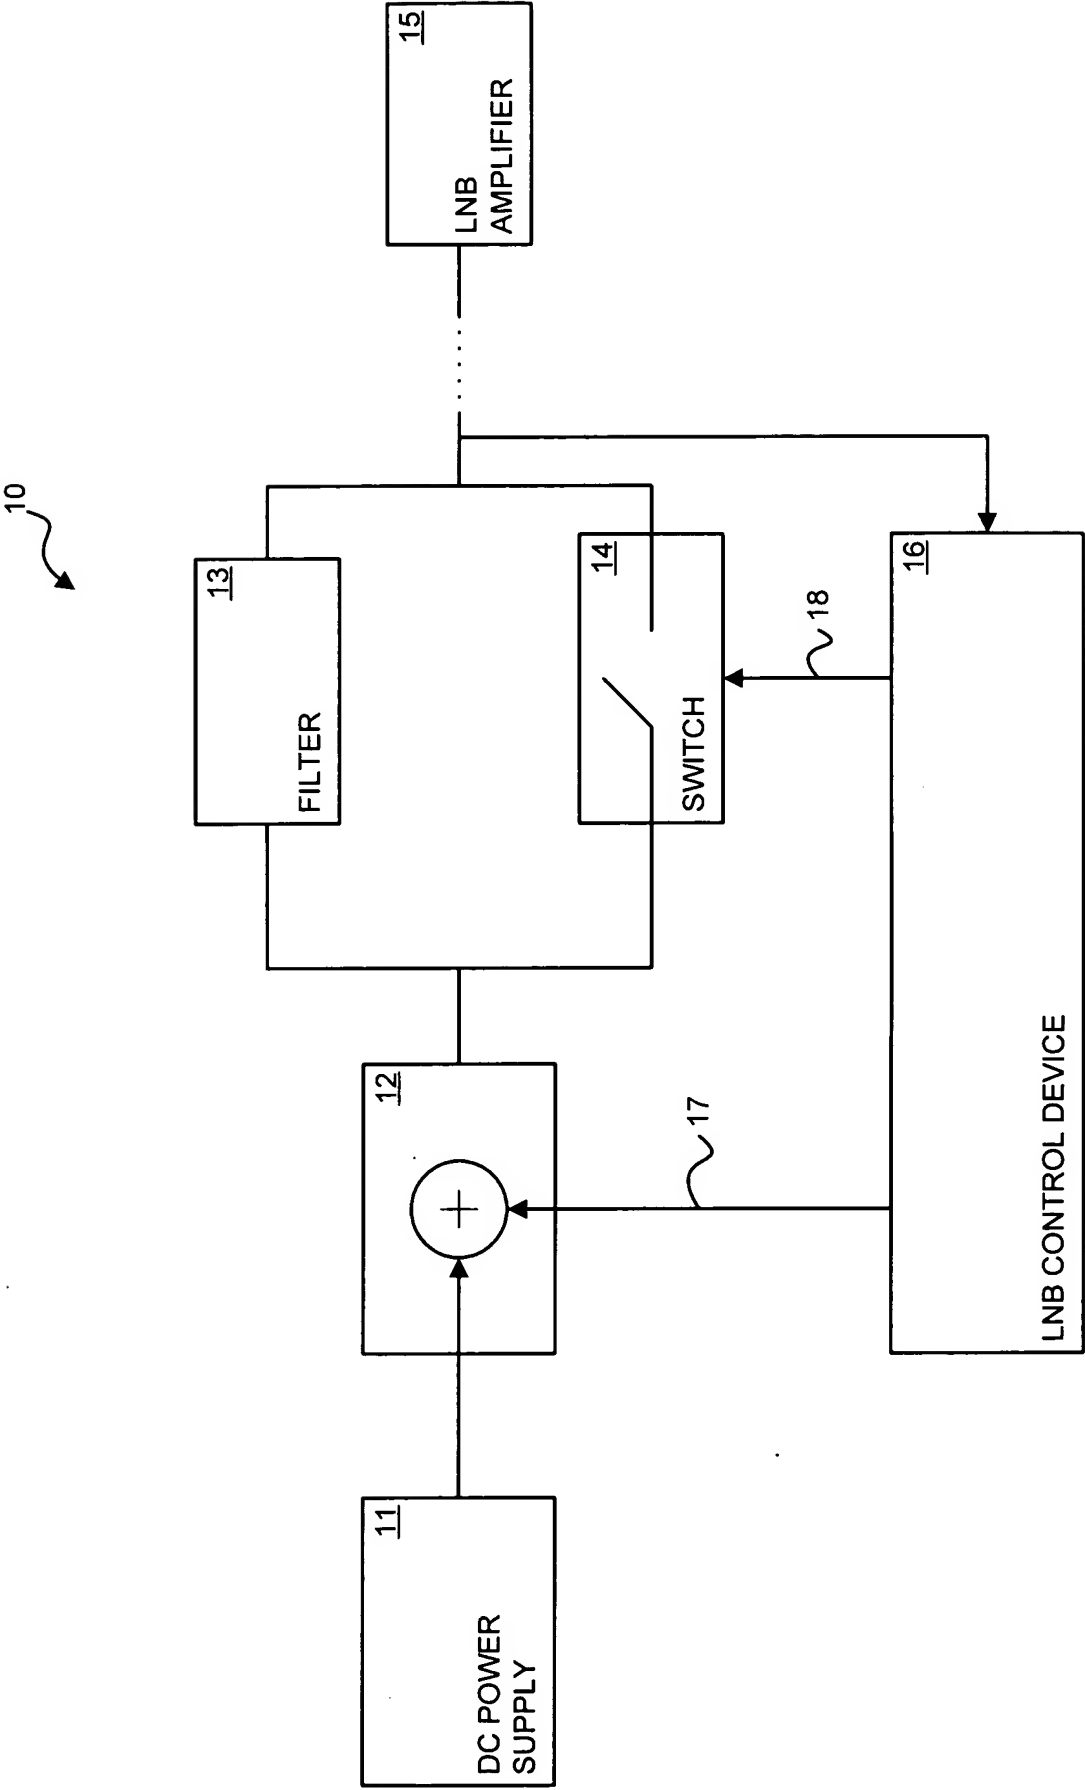 10
11
DC POWER
SUPPLY
12
13
FILTER
14
SWITCH
15
LNB
AMPLIFIER
17
18
16
LNB CONTROL DEVICE